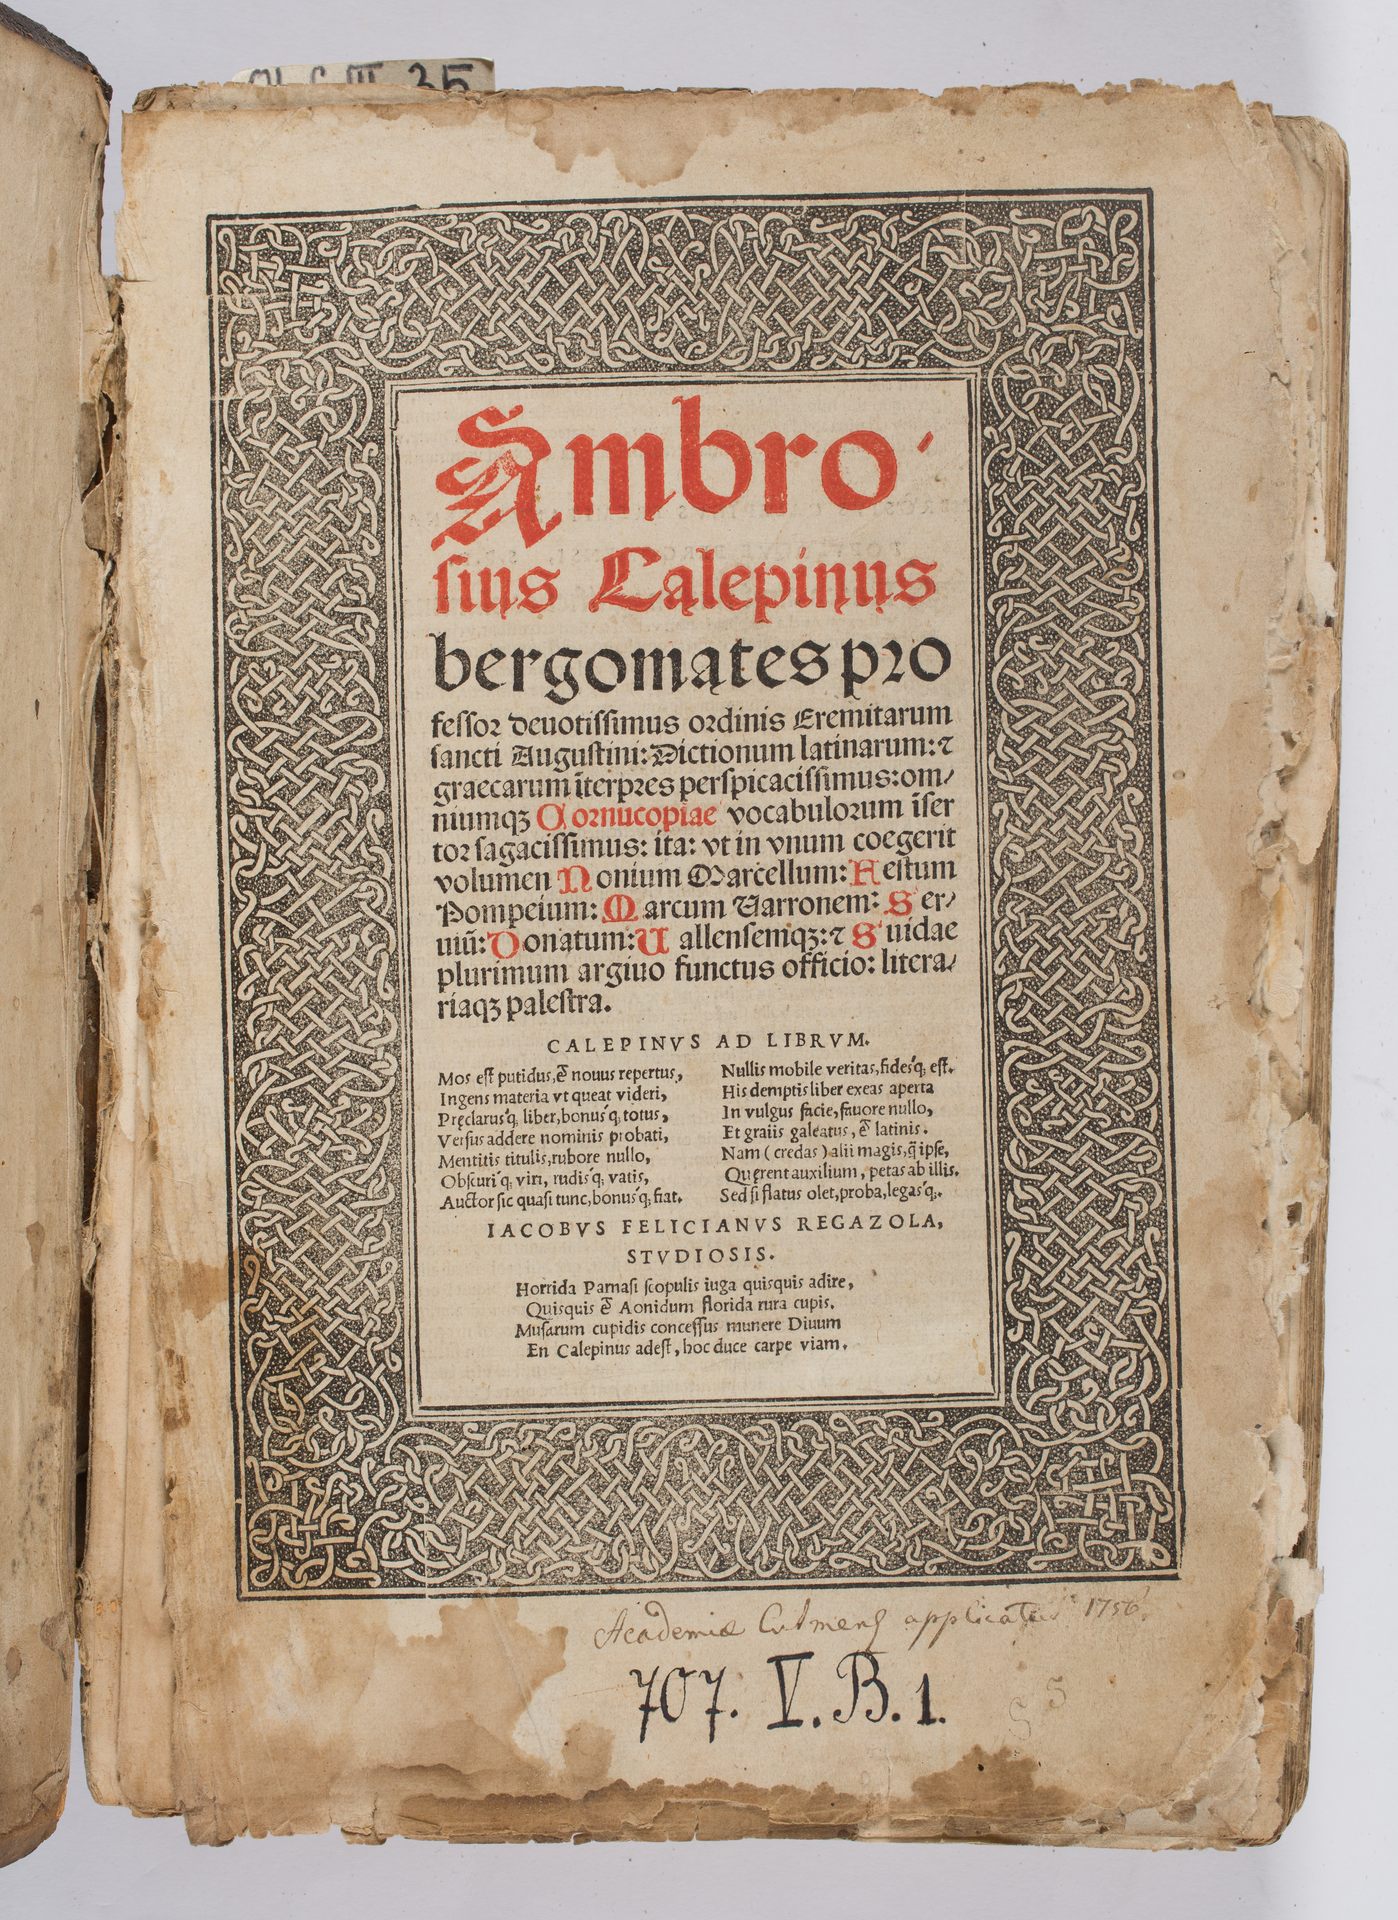 35
Ambro
sius Calepinus
bergomates pro
fessor deuotissimus ordinis Eremitarum
sancti Augustini: Dictionum latinarum: ⁊
graecarum ĩterpres perspicacissimus: om/
niumqꝫ Cornucopiae vocabulorum ĩser
tor sagacissimus: ita: vt in vnum coegerit
volumen Nonium Marcellum: Festum
Pompeium: Marcum Varronem: Ser/
uiũ: Donatum: Vallensemqꝫ: ⁊ Suidae
plurimum argiuo functus officio: litera/
riaqꝫ palestra.
CALEPINVS AD LIBRVM.
Mos est putidus, & nouus repertus,
Ingens materia vt queat videri,
Pręclarus'q; liber, bonus'q; totus,
Versus addere nominis probati,
Mentitis titulis, rubore nullo,
Obscuri'q; viri, rudis'q; vatis,
Auctor sic quasi tunc, bonus'q; fiat.
Nullis mobile veritas, fides'q; est.
His demptis liber exeas aperta
In vulgus facie, fauore nullo,
Et graiis galeatus, & latinis.
Nam (credas) alii magis, q̃ ipse,
Quęrent auxilium, petas ab illis.
Sed si flatus olet, proba, legas'q;.
IACOBVS FELICIANVS REGAZOLA,
STVDIOSIS.
Horrida Parnasi scopulis iuga quisquis adire,
Quisquis & Aonidum florida rura cupis.
Musarum cupidis concessus munere Diuum
En Calepinus adest, hoc duce carpe viam.
Academiæ Culmens applicatus 1756
707. V. B. 1.